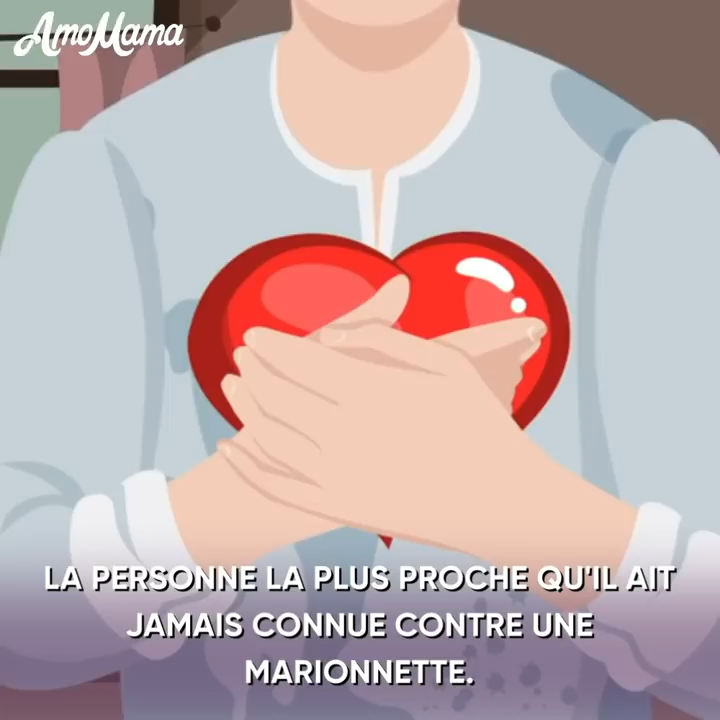 AmoMama
LA PERSONNE LA PLUS PROCHE QU'IL AIT
JAMAIS CONNUE CONTRE UNE
MARIONNETTE.